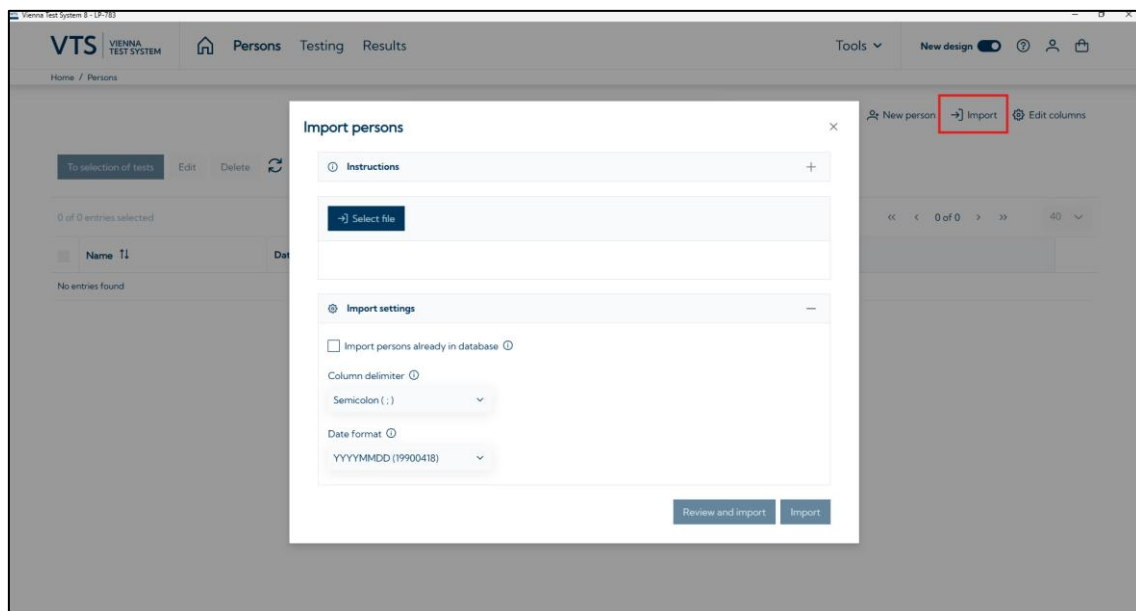 Vienna Test System 8 - LP-783
VTS VIENNA TEST SYSTEM Persons Testing Results Tools New design
Home / Persons
New person Import Edit columns
Import persons
To selection of tests Edit Delete
Instructions
0 of 0 entries selected
Select file
0 of 0 40
Name Dat
No entries found
Import settings
Import persons already in database
Column delimiter
Semicolon ( ; )
Date format
YYYYMMDD (19900418)
Review and import Import